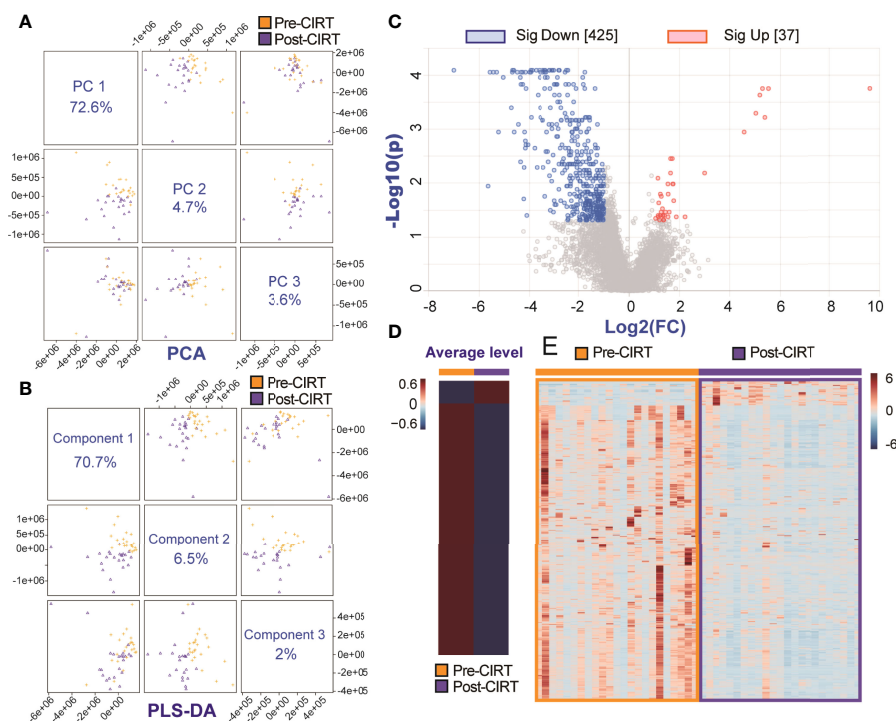 A
-1e+06
0e+00
5e+05
1e+06
Pre-CIRT
Post-CIRT
PC 1
72.6%
2e+06
0e+00
-2e+06
-4e+06
-6e+06
1e+06
5e+05
0e+00
-5e+05
-1e+06
PC 2
4.7%
PC 3
3.6%
5e+05
0e+00
-5e+05
-1e+06
-6e+06
-4e+06
-2e+06
0e+00
2e+06
-1e+06
-5e+05
0e+00
5e+05
PCA
B
-1e+06
0e+00
5e+05
1e+06
Pre-CIRT
Post-CIRT
Component 1
70.7%
0e+00
-2e+06
-4e+06
-6e+06
1e+06
5e+05
0e+00
-1e+06
Component 2
6.5%
Component 3
2%
4e+05
2e+05
0e+00
-2e+05
-4e+05
-6e+06
-4e+06
-2e+06
0e+00
-4e+05
-2e+05
0e+00
2e+05
4e+05
PLS-DA
C
Sig Down [425]
Sig Up [37]
-Log10(p)
4
3
2
1
0
-8
-6
-4
-2
0
2
4
6
8
10
Log2(FC)
D
Average level
0.6
0
−0.6
Pre-CIRT
Post-CIRT
E
Pre-CIRT
Post-CIRT
6
0
-6